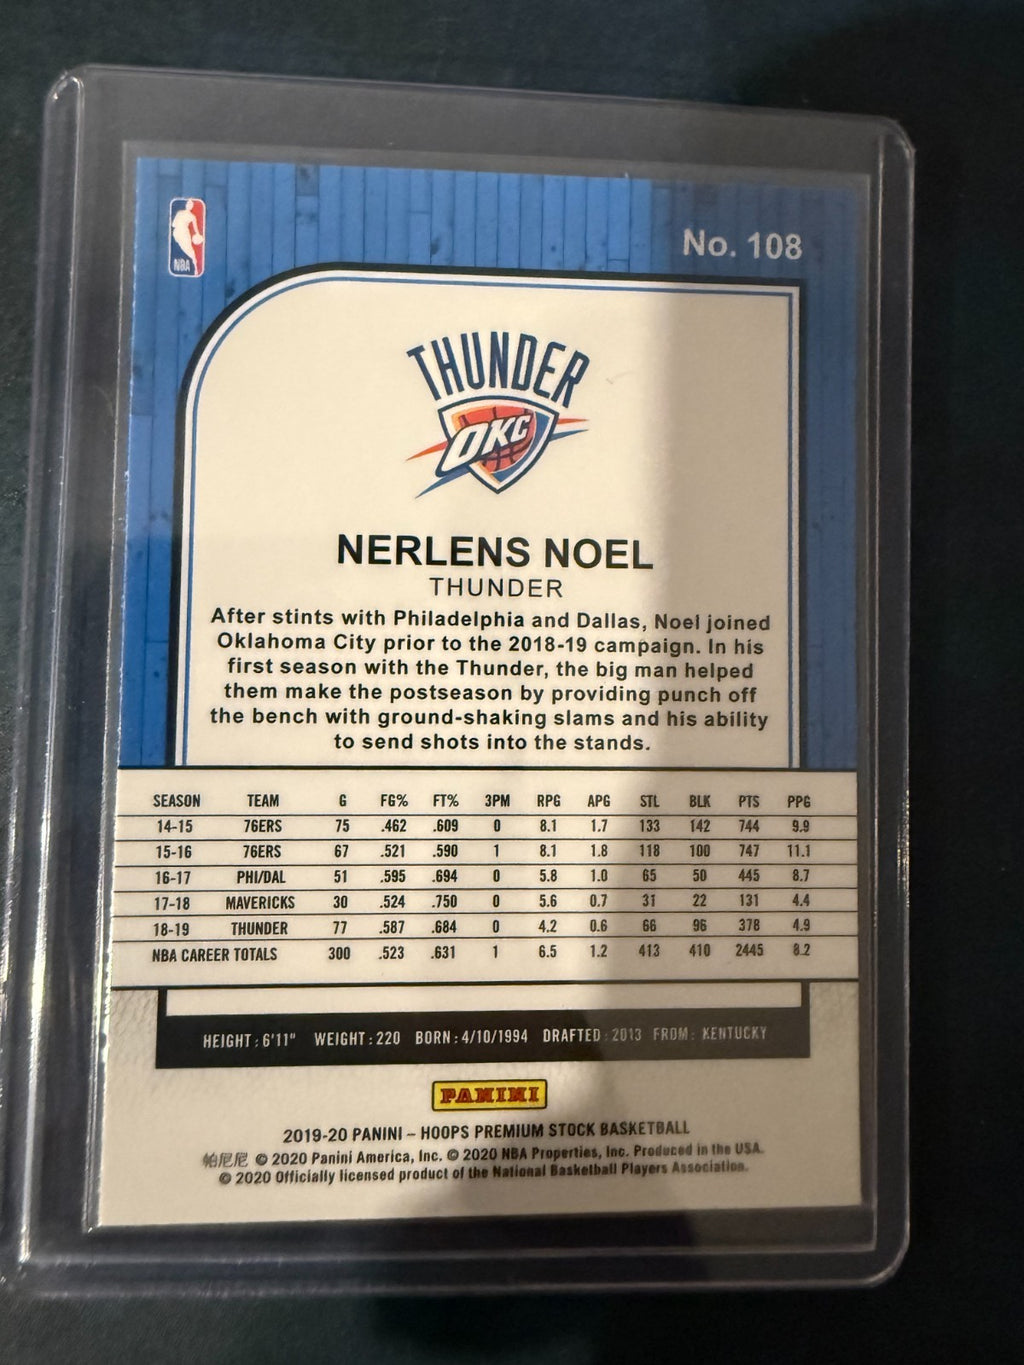 NBA
No. 108
THUNDER
OKC
NERLENS NOEL
THUNDER
After stints with Philadelphia and Dallas, Noel joined
Oklahoma City prior to the 2018-19 campaign. In his
first season with the Thunder, the big man helped
them make the postseason by providing punch off
the bench with ground-shaking slams and his ability
to send shots into the stands.
SEASON TEAM G FG% FT% 3PM RPG APG STL BLK PTS PPG
14-15 76ERS 75 .462 .609 0 8.1 1.7 133 142 744 9.9
15-16 76ERS 67 .521 .590 1 8.1 1.8 118 100 747 11.1
16-17 PHI/DAL 51 .595 .694 0 5.8 1.0 65 50 445 8.7
17-18 MAVERICKS 30 .524 .750 0 5.6 0.7 31 22 131 4.4
18-19 THUNDER 77 .587 .684 0 4.2 0.6 66 96 378 4.9
NBA CAREER TOTALS 300 .523 .631 1 6.5 1.2 413 410 2445 8.2
HEIGHT: 6'11" WEIGHT: 220 BORN: 4/10/1994 DRAFTED: 2013 FROM: KENTUCKY
PANINI
2019-20 PANINI – HOOPS PREMIUM STOCK BASKETBALL
帕尼尼 © 2020 Panini America, Inc. © 2020 NBA Properties, Inc. Produced in the USA.
© 2020 Officially licensed product of the National Basketball Players Association.